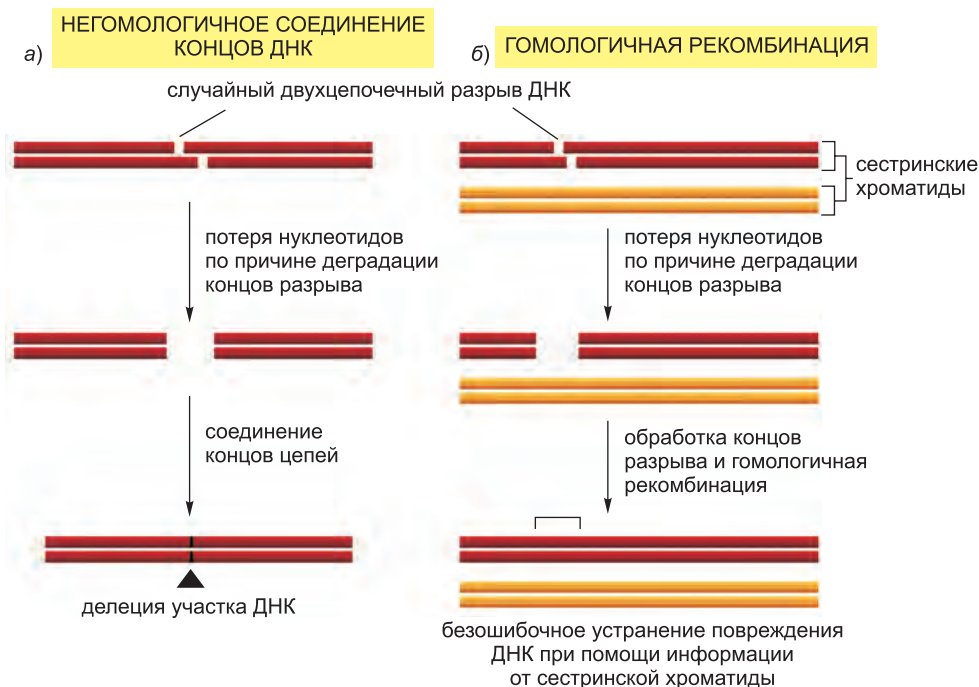 а)
НЕГОМОЛОГИЧНОЕ СОЕДИНЕНИЕ
КОНЦОВ ДНК
б)
ГОМОЛОГИЧНАЯ РЕКОМБИНАЦИЯ
случайный двухцепочечный разрыв ДНК
сестринские
хроматиды
потеря нуклеотидов
по причине деградации
концов разрыва
потеря нуклеотидов
по причине деградации
концов разрыва
соединение
концов цепей
обработка концов
разрыва и гомологичная
рекомбинация
делеция участка ДНК
безошибочное устранение повреждения
ДНК при помощи информации
от сестринской хроматиды